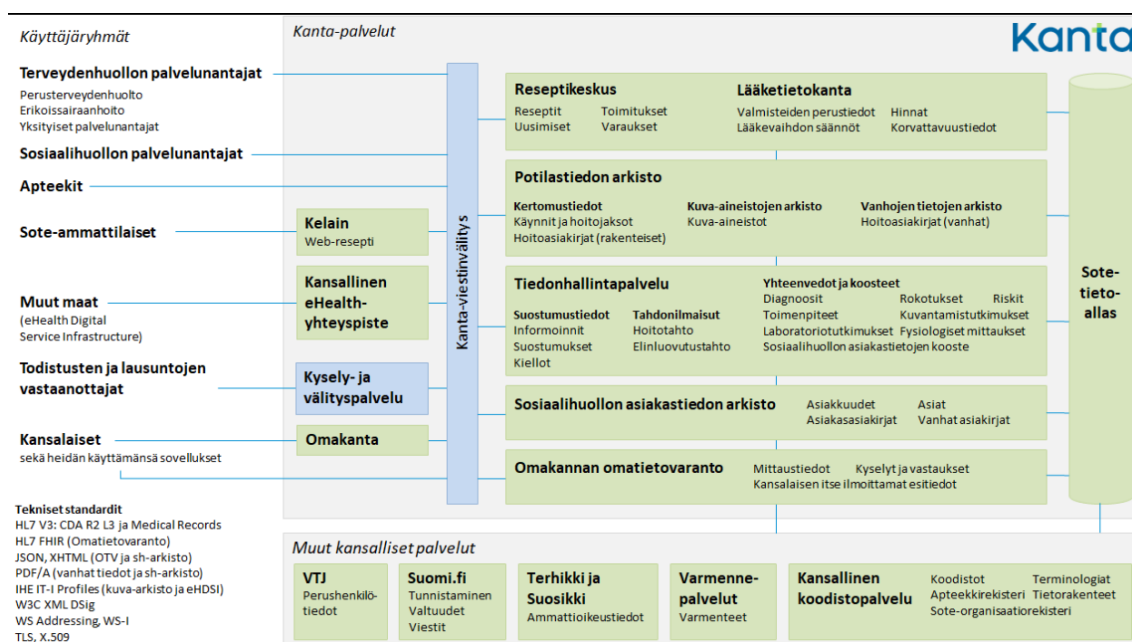 Käyttäjäryhmät
Terveydenhuollon palvelunantajat
Perusterveydenhuolto
Erikoissairaanhoito
Yksityiset palvelunantajat
Sosiaalihuollon palvelunantajat
Apteekit
Sote-ammattilaiset
Muut maat
(eHealth Digital
Service Infrastructure)
Todistusten ja lausuntojen
vastaanottajat
Kansalaiset
sekä heidän käyttämänsä sovellukset
Tekniset standardit
HL7 V3: CDA R2 L3 ja Medical Records
HL7 FHIR (Omatietovaranto)
JSON, XHTML (OTV ja sh-arkisto)
PDF/A (vanhat tiedot ja sh-arkisto)
IHE IT-I Profiles (kuva-arkisto ja eHDSI)
W3C XML DSig
WS Addressing, WS-I
TLS, X.509
Kanta-palvelut
Kanta
Kelain
Web-resepti
Kansallinen
eHealth-
yhteyspiste
Kysely- ja
välityspalvelu
Omakanta
Kanta-viestinvälitys
Reseptikeskus
Reseptit Toimitukset
Uusimiset Varaukset
Lääketietokanta
Valmisteiden perustiedot Hinnat
Lääkevaihdon säännöt Korvattavuustiedot
Potilastiedon arkisto
Kertomustiedot
Käynnit ja hoitojaksot
Hoitoasiakirjat (rakenteiset)
Kuva-aineistojen arkisto
Kuva-aineistot
Vanhojen tietojen arkisto
Hoitoasiakirjat (vanhat)
Tiedonhallintapalvelu
Suostumustiedot
Informoinnit
Suostumukset
Kiellot
Tahdonilmaisut
Hoitotahto
Elinluovutustahto
Yhteenvedot ja koosteet
Diagnoosit Rokotukset Riskit
Toimenpiteet Kuvantamistutkimukset
Laboratoriotutkimukset Fysiologiset mittaukset
Sosiaalihuollon asiakastietojen kooste
Sosiaalihuollon asiakastiedon arkisto
Asiakkuudet Asiat
Asiakasasiakirjat Vanhat asiakirjat
Omakannan omatietovaranto
Mittaustiedot Kyselyt ja vastaukset
Kansalaisen itse ilmoittamat esitiedot
Sote-
tieto-
allas
Muut kansalliset palvelut
VTJ
Perushenkilö-
tiedot
Suomi.fi
Tunnistaminen
Valtuudet
Viestit
Terhikki ja
Suosikki
Ammattioikeustiedot
Varmenne-
palvelut
Varmenteet
Kansallinen
koodistopalvelu
Koodistot Terminologiat
Apteekkirekisteri Tietorakenteet
Sote-organisaatiorekisteri